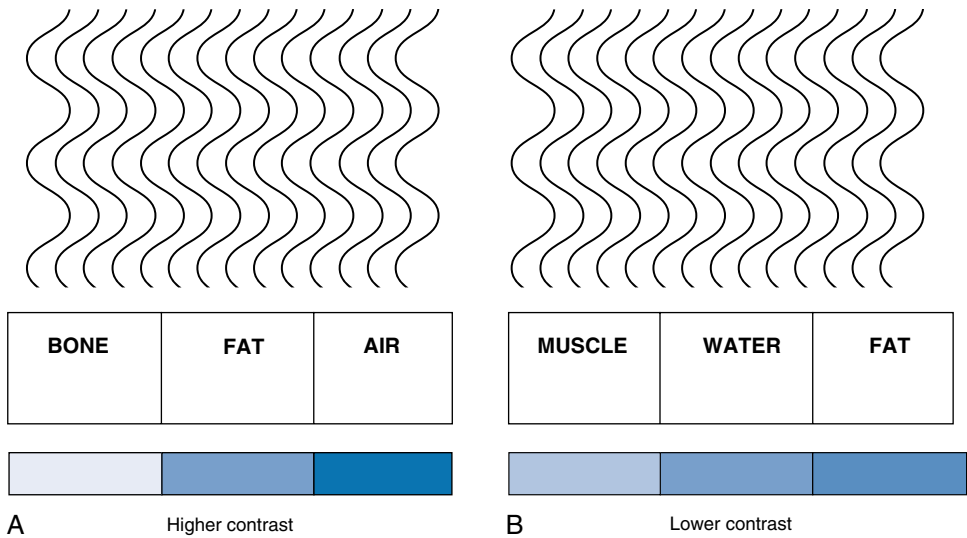 BONE FAT AIR
A Higher contrast
MUSCLE WATER FAT
B Lower contrast